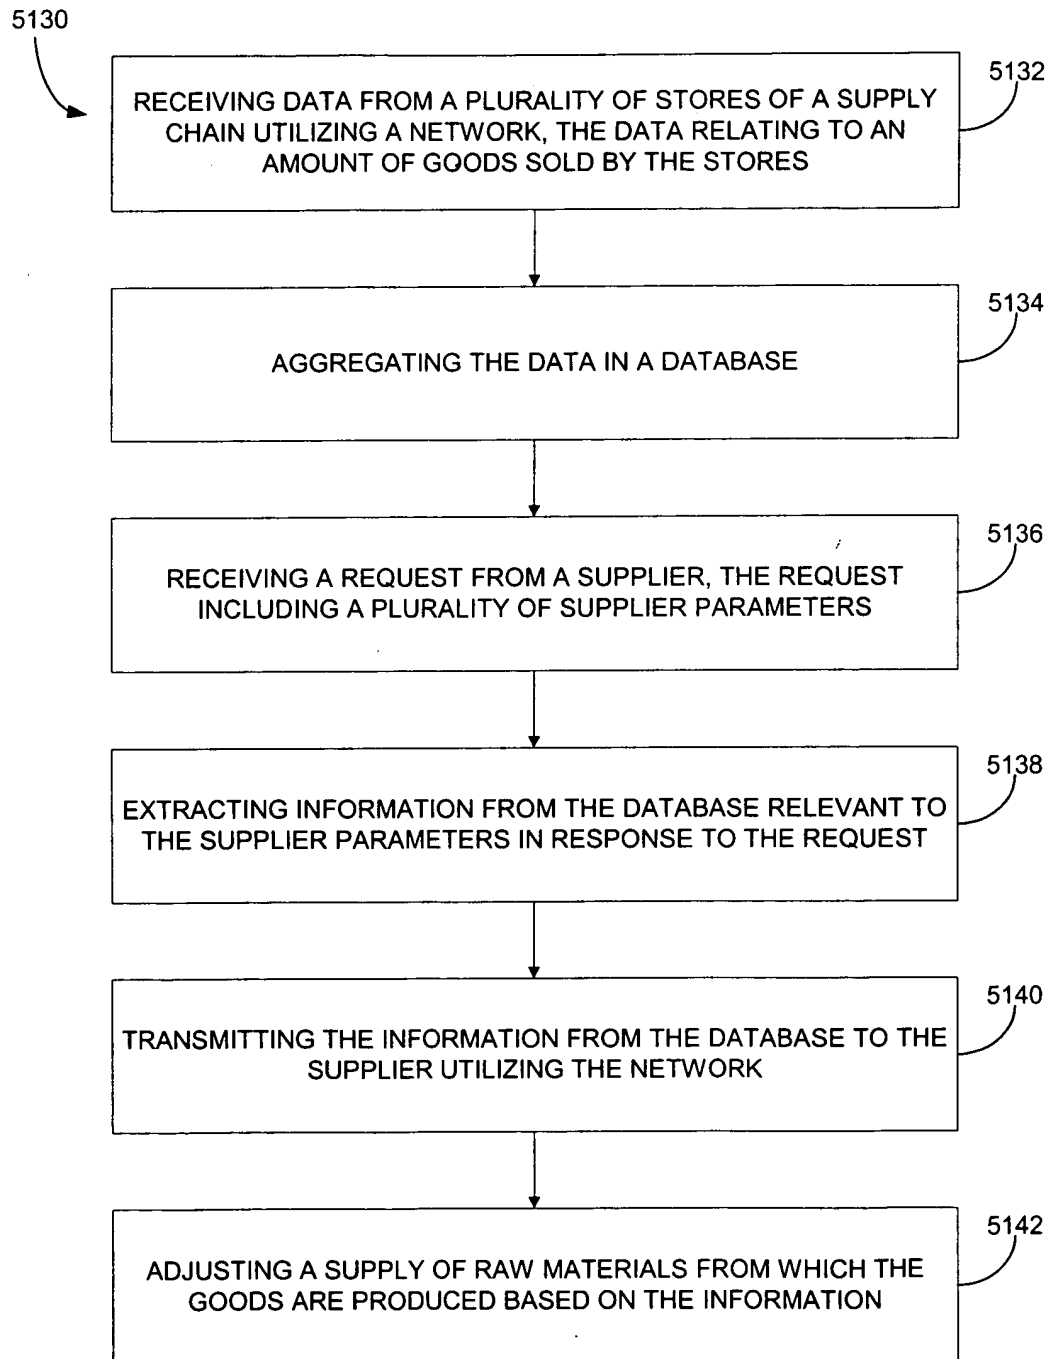 5130
5132
RECEIVING DATA FROM A PLURALITY OF STORES OF A SUPPLY
CHAIN UTILIZING A NETWORK, THE DATA RELATING TO AN
AMOUNT OF GOODS SOLD BY THE STORES
5134
AGGREGATING THE DATA IN A DATABASE
5136
RECEIVING A REQUEST FROM A SUPPLIER, THE REQUEST
INCLUDING A PLURALITY OF SUPPLIER PARAMETERS
5138
EXTRACTING INFORMATION FROM THE DATABASE RELEVANT TO
THE SUPPLIER PARAMETERS IN RESPONSE TO THE REQUEST
5140
TRANSMITTING THE INFORMATION FROM THE DATABASE TO THE
SUPPLIER UTILIZING THE NETWORK
5142
ADJUSTING A SUPPLY OF RAW MATERIALS FROM WHICH THE
GOODS ARE PRODUCED BASED ON THE INFORMATION